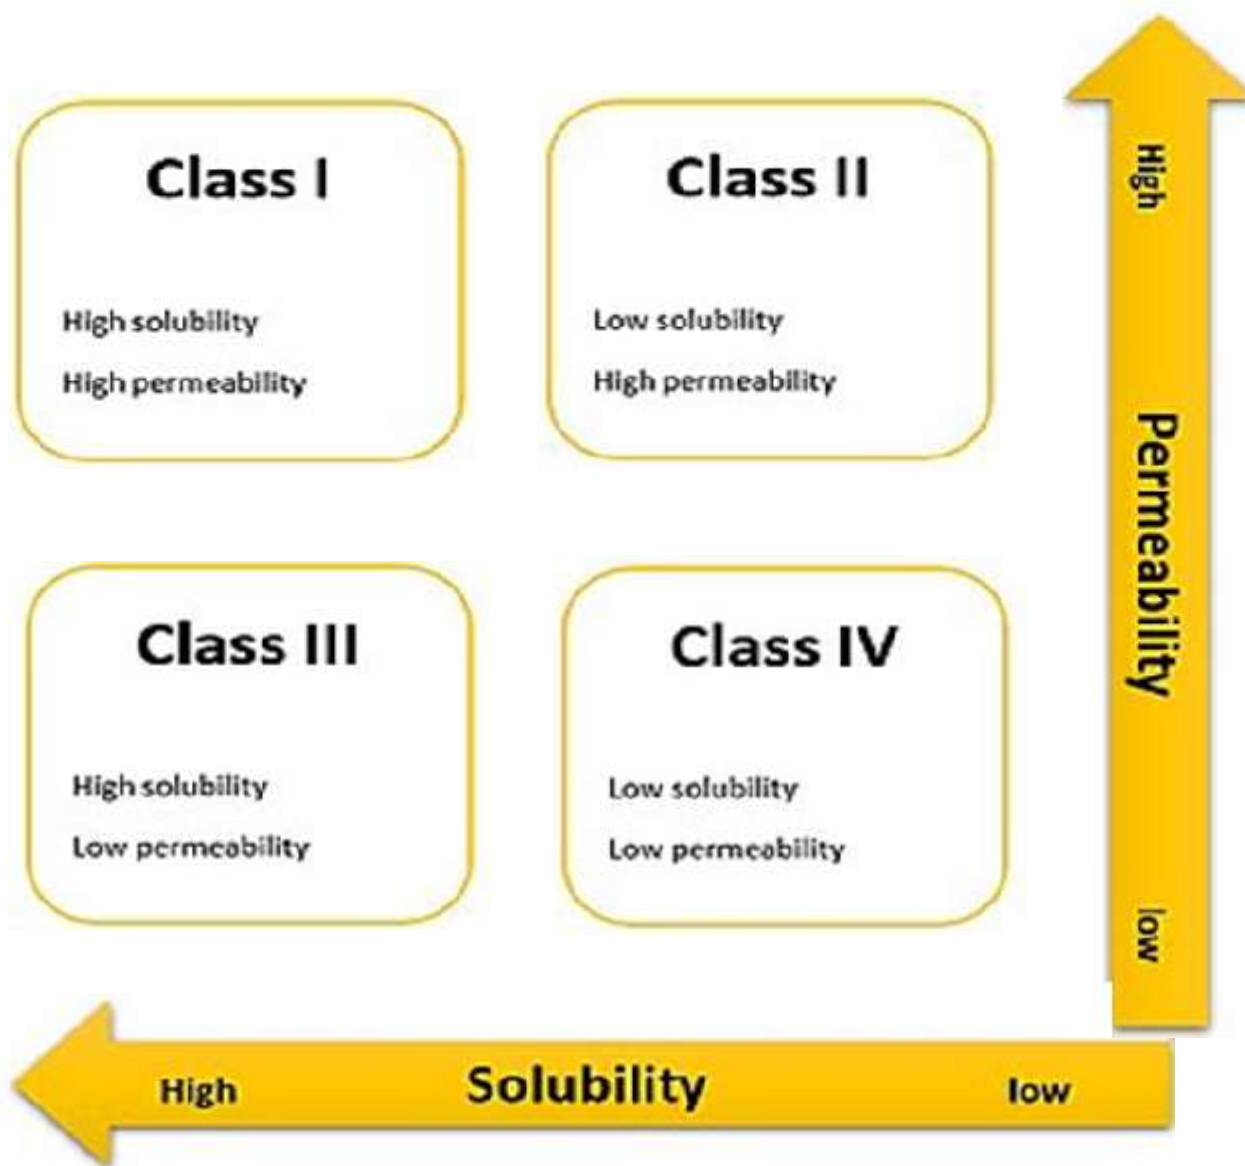 Class I
High solubility
High permeability
Class II
Low solubility
High permeability
Class III
High solubility
Low permeability
Class IV
Low solubility
Low permeability
High
Permeability
low
High Solubility low